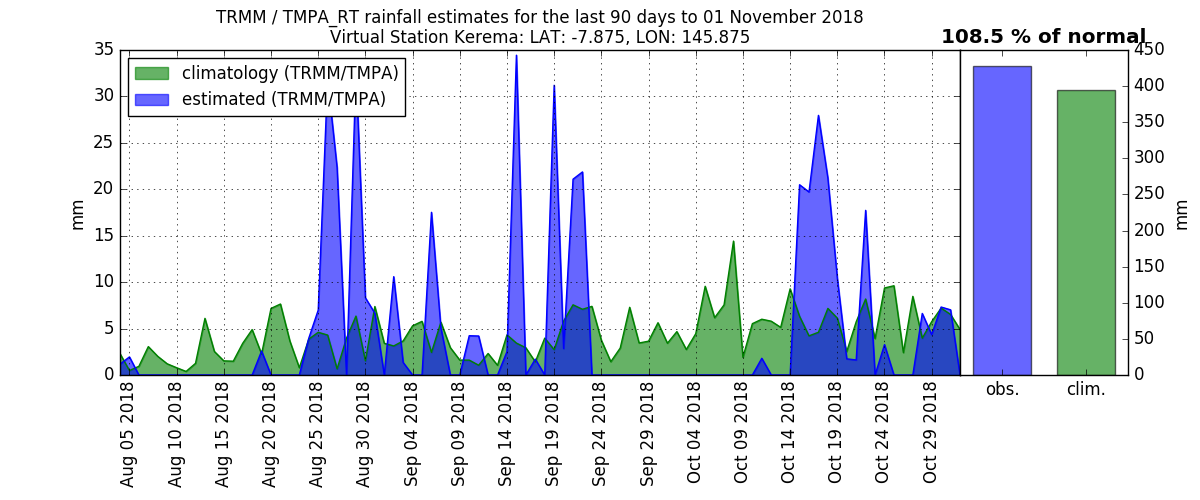 TRMM / TMPA_RT rainfall estimates for the last 90 days to 01 November 2018
Virtual Station Kerema: LAT: -7.875, LON: 145.875
108.5 % of normal
climatology (TRMM/TMPA)
estimated (TRMM/TMPA)
mm
35
30
25
20
15
10
5
0
Aug 05 2018
Aug 10 2018
Aug 15 2018
Aug 20 2018
Aug 25 2018
Aug 30 2018
Sep 04 2018
Sep 09 2018
Sep 14 2018
Sep 19 2018
Sep 24 2018
Sep 29 2018
Oct 04 2018
Oct 09 2018
Oct 14 2018
Oct 19 2018
Oct 24 2018
Oct 29 2018
obs.
clim.
450
400
350
300
250
200
150
100
50
0
mm